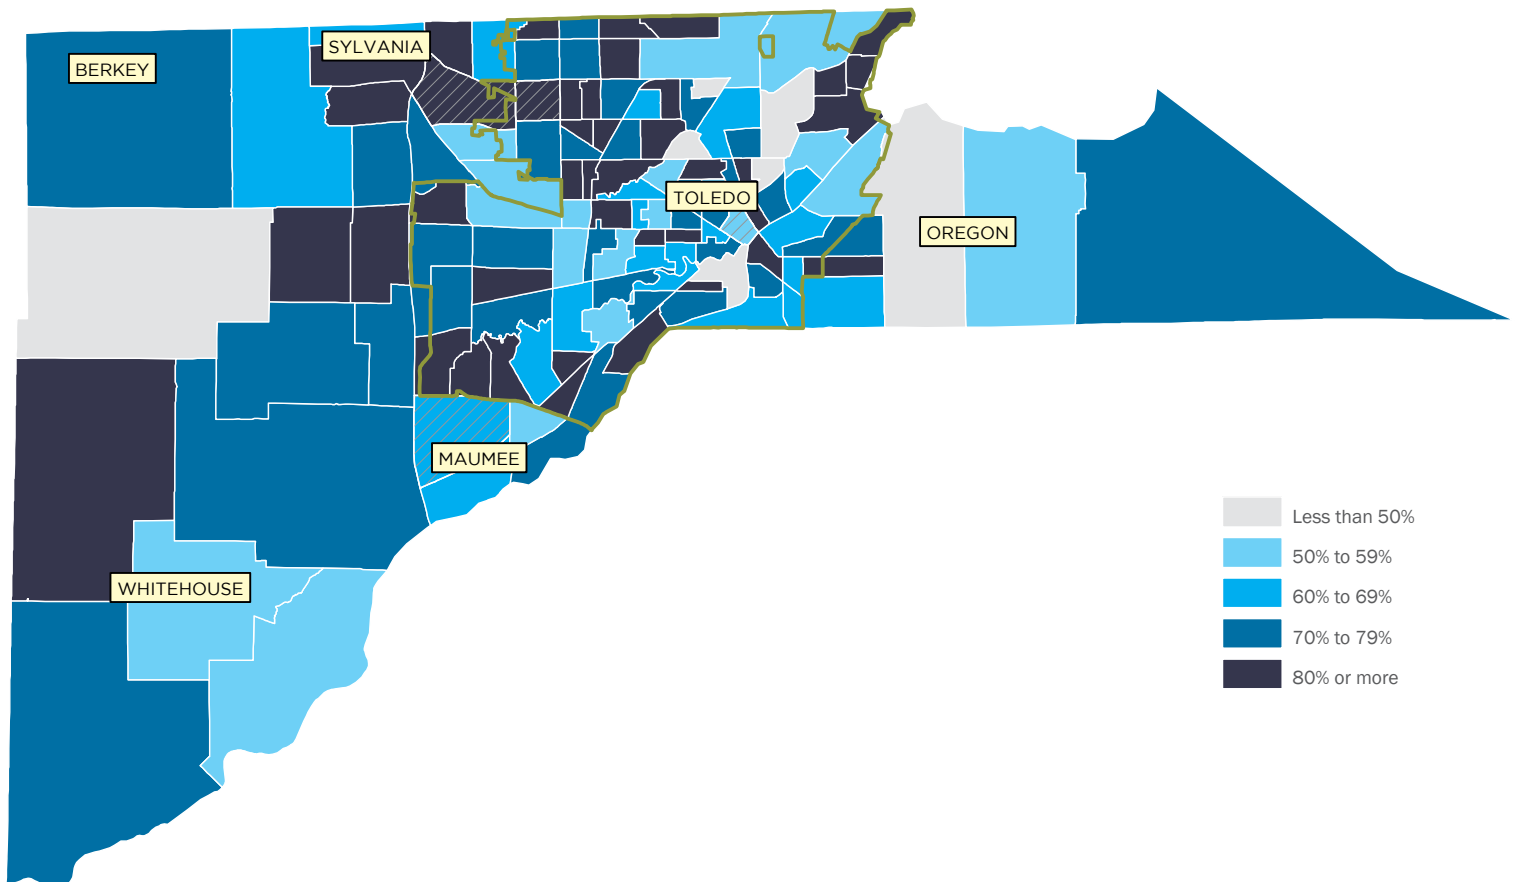 SYLVANIA
BERKEY
TOLEDO
OREGON
MAUMEE
WHITEHOUSE
Less than 50%
50% to 59%
60% to 69%
70% to 79%
80% or more